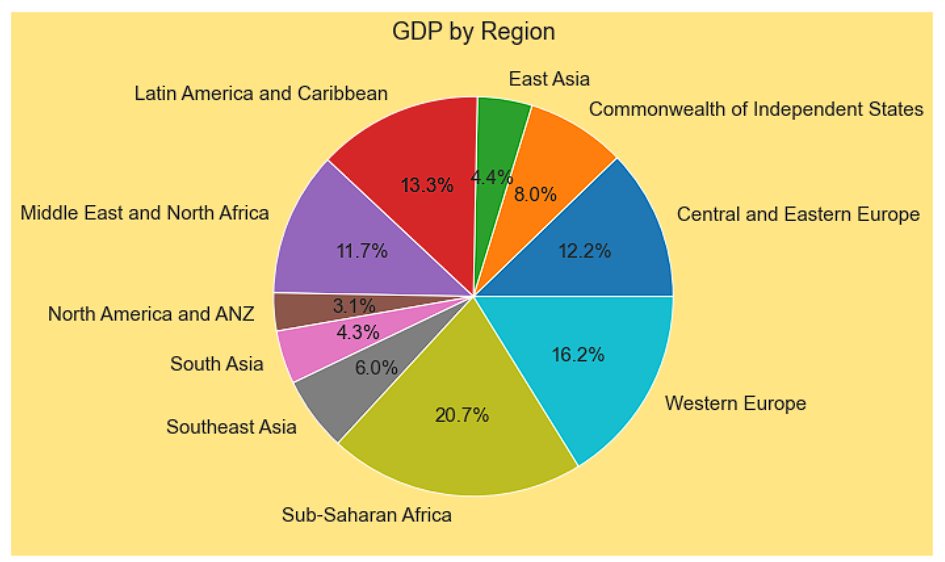 GDP by Region
East Asia
Latin America and Caribbean
Commonwealth of Independent States
4.4%
13.3%
8.0%
Middle East and North Africa
Central and Eastern Europe
11.7%
12.2%
3.1%
North America and ANZ
4.3%
16.2%
South Asia
6.0%
Western Europe
20.7%
Southeast Asia
Sub-Saharan Africa